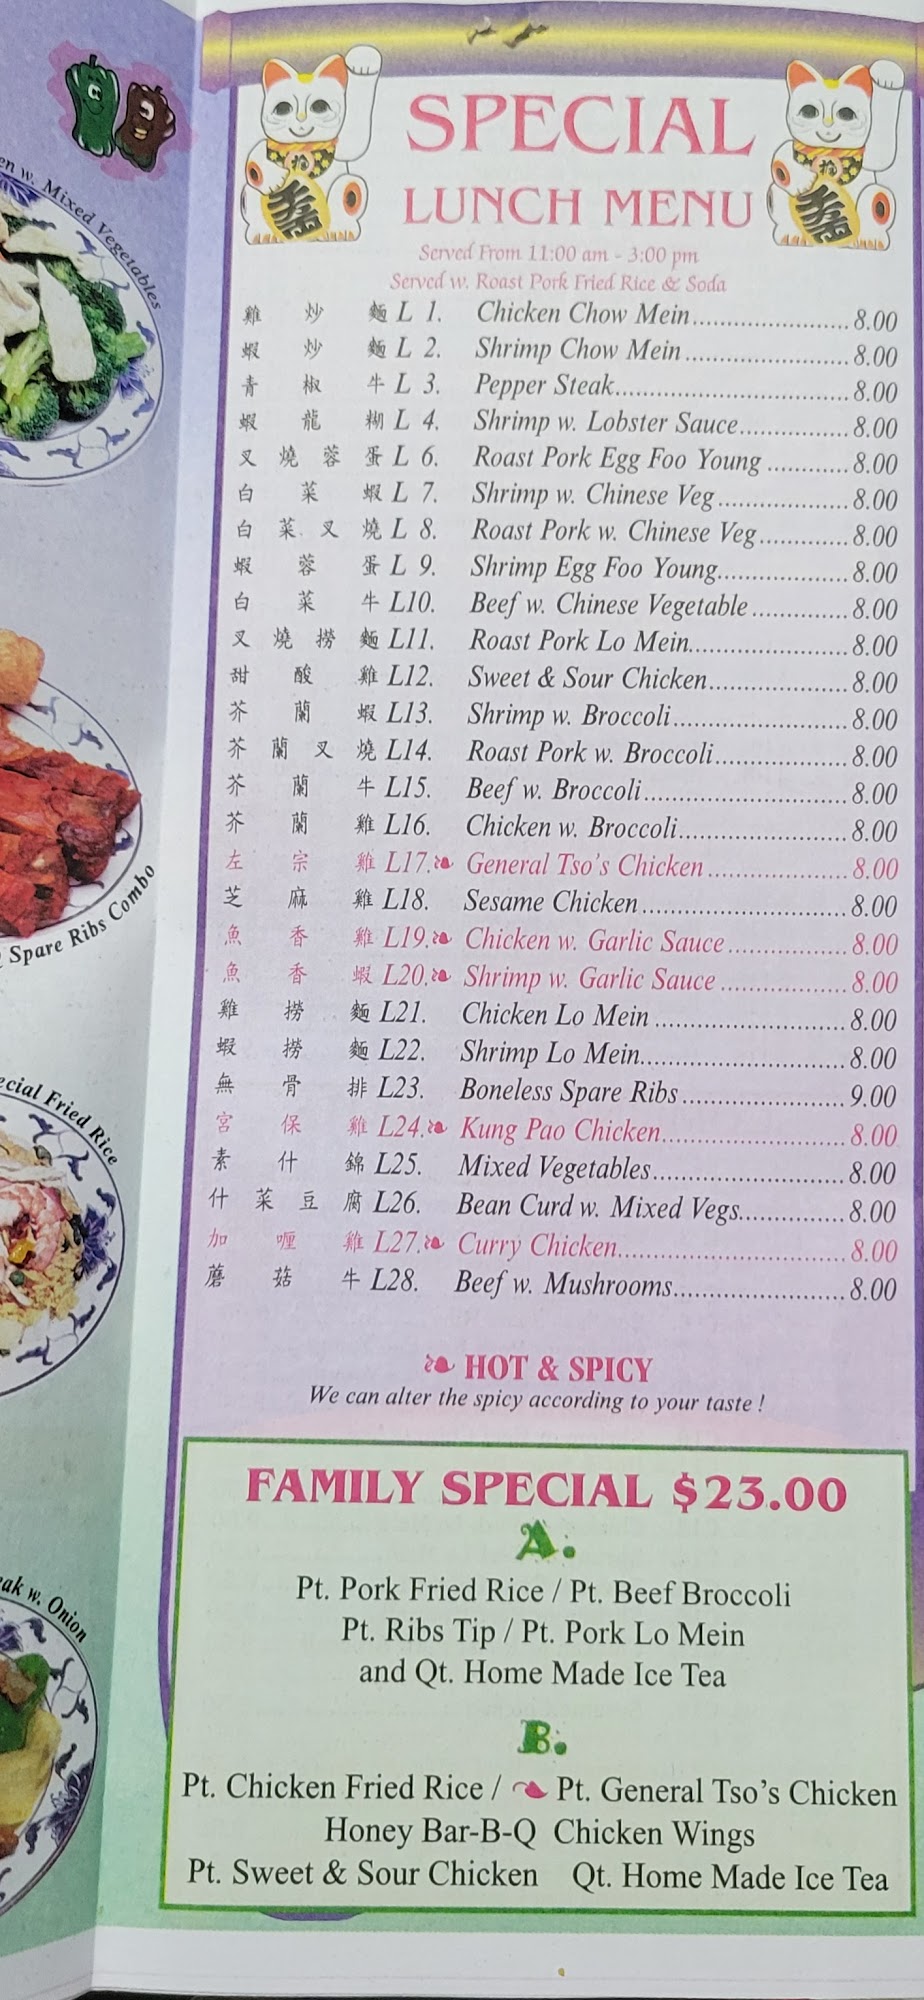 en w. Mixed Vegetables
Spare Ribs Combo
ecial Fried Rice
eak w. Onion
SPECIAL
LUNCH MENU
Served From 11:00 am - 3:00 pm
Served w. Roast Pork Fried Rice & Soda
雞炒麵 L 1. Chicken Chow Mein 8.00
蝦炒麵 L 2. Shrimp Chow Mein 8.00
青椒牛 L 3. Pepper Steak 8.00
蝦龍糊 L 4. Shrimp w. Lobster Sauce 8.00
叉燒蓉蛋 L 6. Roast Pork Egg Foo Young 8.00
白菜蝦 L 7. Shrimp w. Chinese Veg 8.00
白菜叉燒 L 8. Roast Pork w. Chinese Veg 8.00
蝦蓉蛋 L 9. Shrimp Egg Foo Young 8.00
白菜牛 L10. Beef w. Chinese Vegetable 8.00
叉燒撈麵 L11. Roast Pork Lo Mein 8.00
甜酸雞 L12. Sweet & Sour Chicken 8.00
芥蘭蝦 L13. Shrimp w. Broccoli 8.00
芥蘭叉燒 L14. Roast Pork w. Broccoli 8.00
芥蘭牛 L15. Beef w. Broccoli 8.00
芥蘭雞 L16. Chicken w. Broccoli 8.00
左宗雞 L17. General Tso's Chicken 8.00
芝麻雞 L18. Sesame Chicken 8.00
魚香雞 L19. Chicken w. Garlic Sauce 8.00
魚香蝦 L20. Shrimp w. Garlic Sauce 8.00
雞撈麵 L21. Chicken Lo Mein 8.00
蝦撈麵 L22. Shrimp Lo Mein 8.00
無骨排 L23. Boneless Spare Ribs 9.00
宮保雞 L24. Kung Pao Chicken 8.00
素什錦 L25. Mixed Vegetables 8.00
什菜豆腐 L26. Bean Curd w. Mixed Vegs. 8.00
加喱雞 L27. Curry Chicken 8.00
蘑菇牛 L28. Beef w. Mushrooms 8.00
HOT & SPICY
We can alter the spicy according to your taste !
FAMILY SPECIAL $23.00
A.
Pt. Pork Fried Rice / Pt. Beef Broccoli
Pt. Ribs Tip / Pt. Pork Lo Mein
and Qt. Home Made Ice Tea
B.
Pt. Chicken Fried Rice / Pt. General Tso's Chicken
Honey Bar-B-Q Chicken Wings
Pt. Sweet & Sour Chicken Qt. Home Made Ice Tea